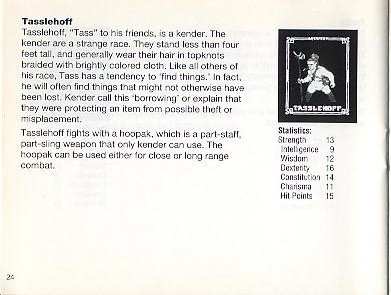 Tasslehoff
Tasslehoff, “Tass” to his friends, is a kender. The
kender are a strange race. They stand less than four
feet tall, and generally wear their hair in topknots
braided with brightly colored cloth. Like all others of
his race, Tass has a tendency to ‘find things.’ In fact,
he will often find things that might not otherwise have
been lost. Kender call this ‘borrowing’ or explain that
they were protecting an item from possible theft or
misplacement.
Tasslehoff fights with a hoopak, which is a part-staff,
part-sling weapon that only kender can use. The
hoopak can be used either for close or long range
combat.
TASSLEHOFF
Statistics:
Strength 13
Intelligence 9
Wisdom 12
Dexterity 16
Constitution 14
Charisma 11
Hit Points 15
24